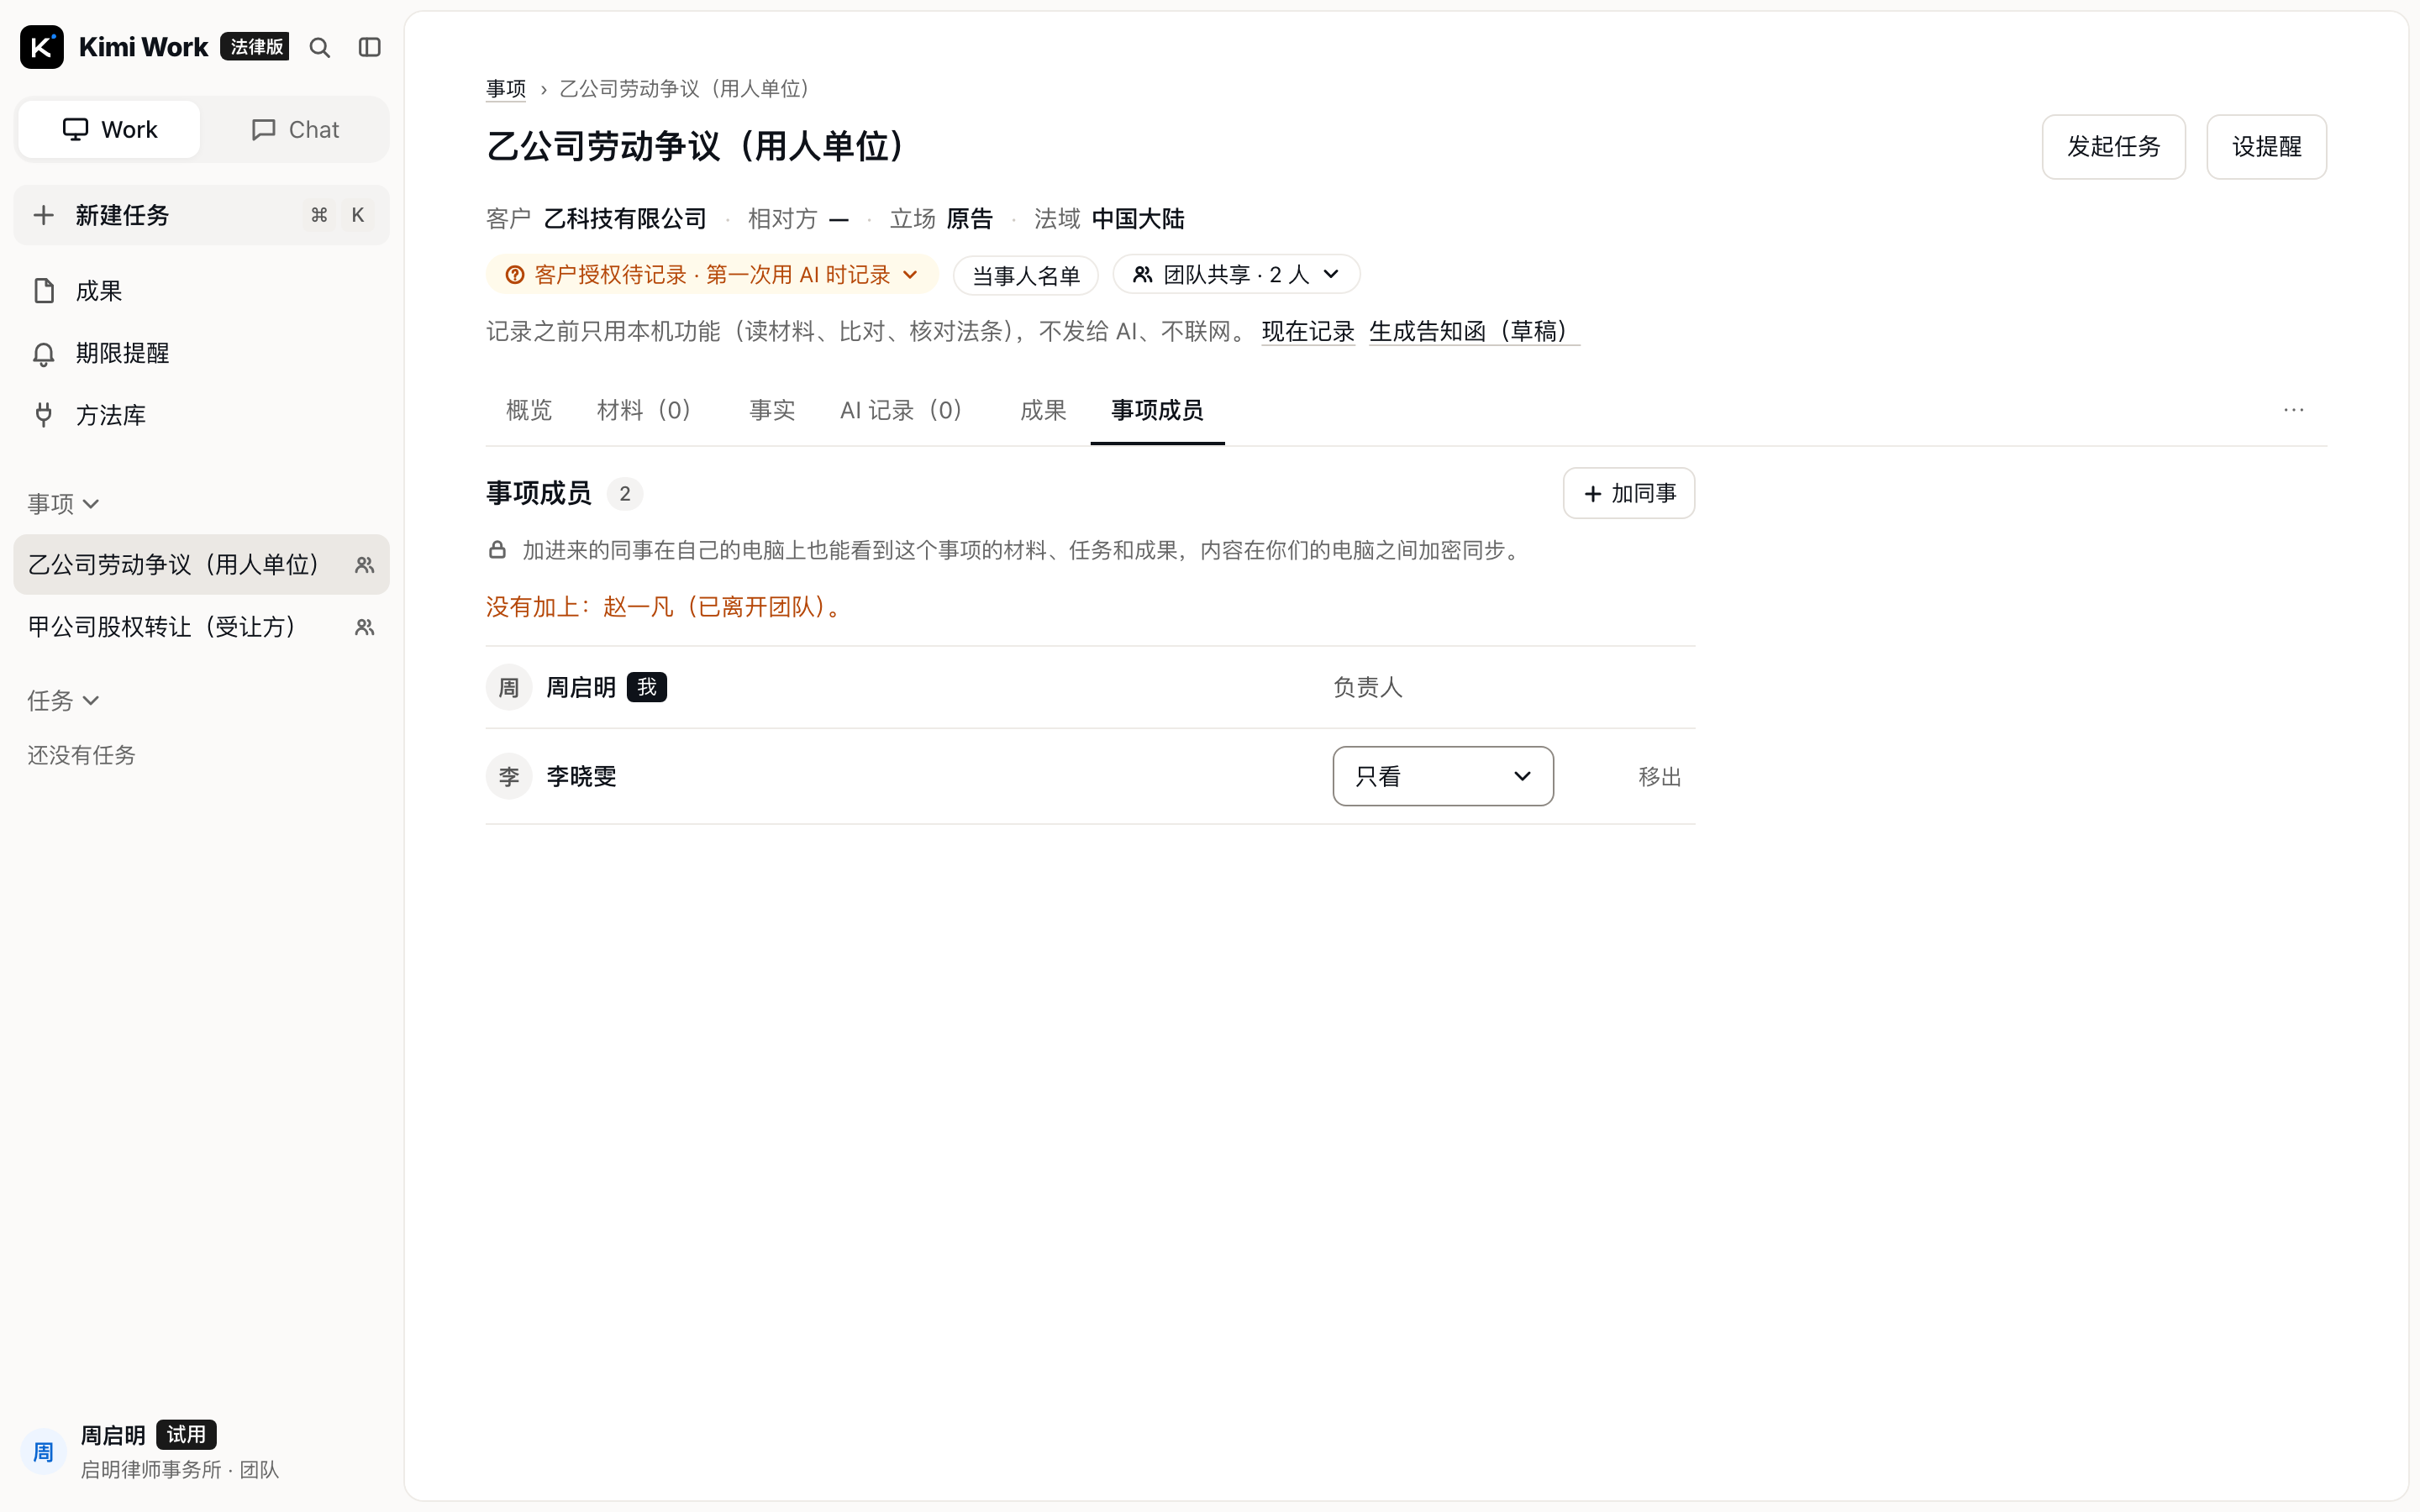 Kimi Work 法律版
Work
Chat
新建任务 ⌘ K
成果
期限提醒
方法库
事项
乙公司劳动争议（用人单位）
甲公司股权转让（受让方）
任务
还没有任务
周 周启明 试用
启明律师事务所 · 团队
事项 › 乙公司劳动争议（用人单位）
乙公司劳动争议（用人单位）
发起任务
设提醒
客户 乙科技有限公司 · 相对方 — · 立场 原告 · 法域 中国大陆
客户授权待记录 · 第一次用 AI 时记录
当事人名单
团队共享 · 2 人
记录之前只用本机功能（读材料、比对、核对法条），不发给 AI、不联网。 现在记录 生成告知函（草稿）
概览 材料（0） 事实 AI 记录（0） 成果 事项成员 ···
事项成员 2
+ 加同事
加进来的同事在自己的电脑上也能看到这个事项的材料、任务和成果，内容在你们的电脑之间加密同步。
没有加上：赵一凡（已离开团队）。
周 周启明 我 负责人
李 李晓雯 只看 移出